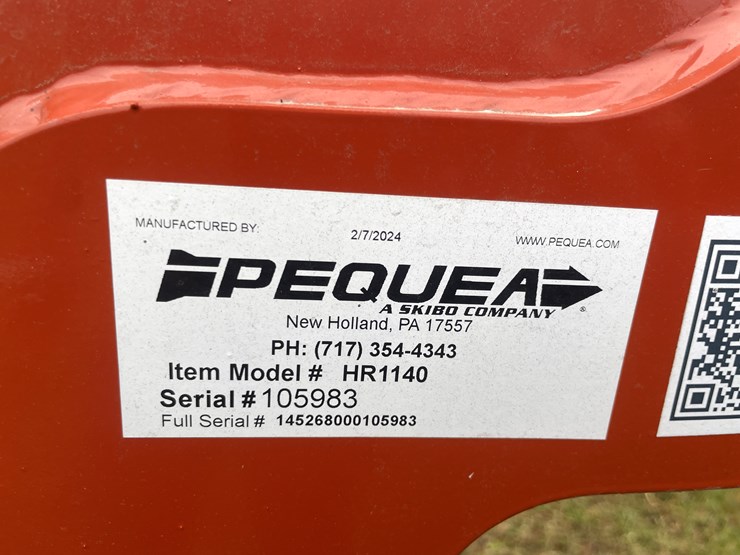 MANUFACTURED BY:
2/7/2024
WWW.PEQUEA.COM
PEQUEA
A SKIBO COMPANY
New Holland, PA 17557
PH: (717) 354-4343
Item Model # HR1140
Serial # 105983
Full Serial # 145268000105983